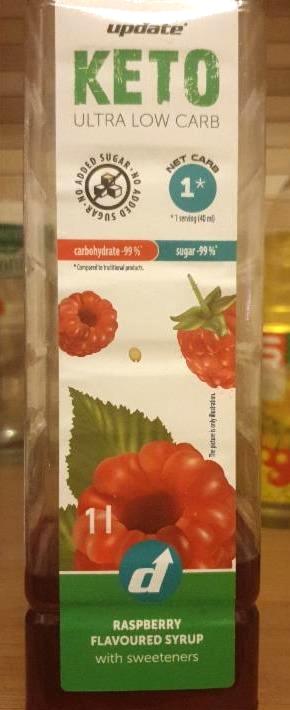 update
KETO
ULTRA LOW CARB
NO ADDED SUGAR · NO ADDED SUGAR ·
NET CARB
1*
* 1 serving (40 ml)
carbohydrate -99 %*
sugar -99 %*
* Compared to traditional products.
The picture is only illustration.
1 l
d
RASPBERRY
FLAVOURED SYRUP
with sweeteners